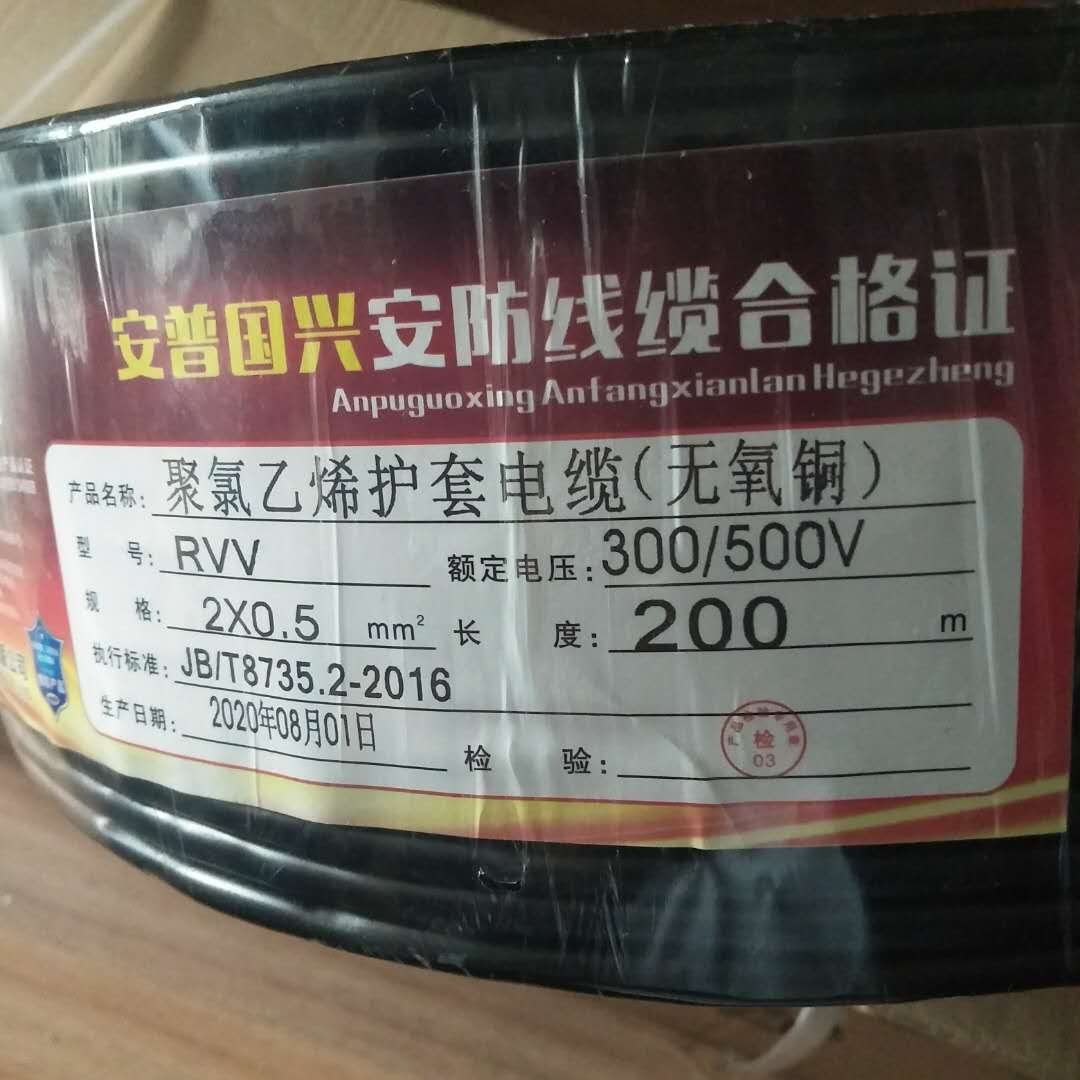 安普国兴安防线缆合格证
Anpuguoxing Anfangxianlan Hegezheng
产品名称: 聚氯乙烯护套电缆(无氧铜)
型 号: RVV 额定电压: 300/500V
规 格: 2X0.5 mm² 长 度: 200 m
执行标准: JB/T8735.2-2016
生产日期: 2020年08月01日
检 验:
检
03
公司